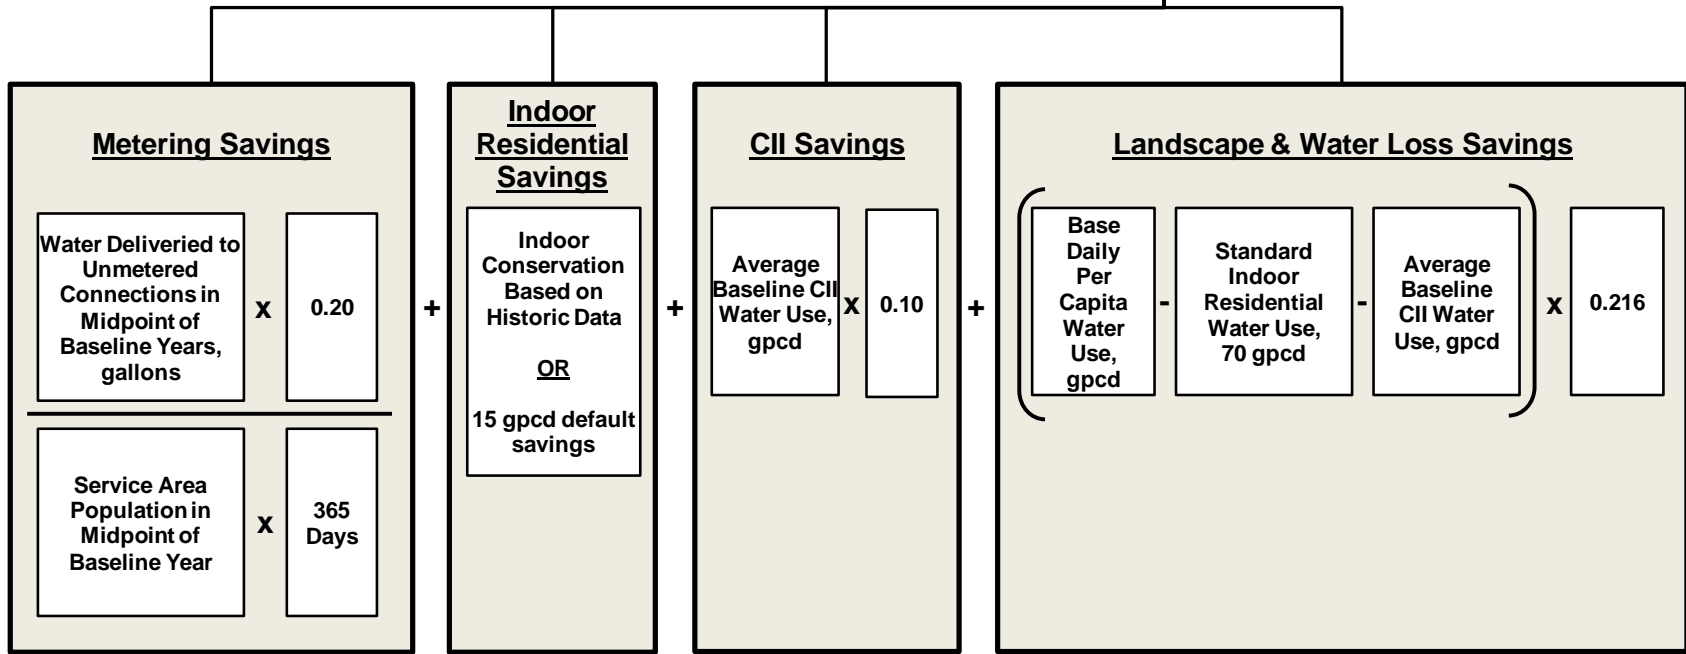 Metering Savings
Water Deliveried to
Unmetered
Connections in
Midpoint of
Baseline Years,
gallons
x
0.20
Service Area
Population in
Midpoint of
Baseline Year
x
365
Days
+
Indoor
Residential
Savings
Indoor
Conservation
Based on
Historic Data
OR
15 gpcd default
savings
+
CII Savings
Average
Baseline CII
Water Use,
gpcd
x
0.10
+
Landscape & Water Loss Savings
(
Base
Daily
Per
Capita
Water
Use,
gpcd
-
Standard
Indoor
Residential
Water Use,
70 gpcd
-
Average
Baseline
CII Water
Use, gpcd
)
x
0.216